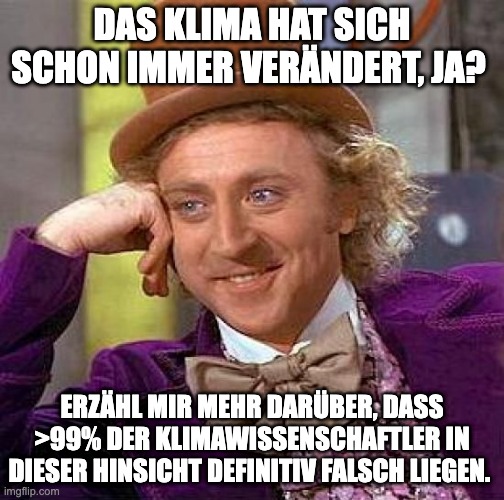 DAS KLIMA HAT SICH
SCHON IMMER VERÄNDERT, JA?
ERZÄHL MIR MEHR DARÜBER, DASS
>99% DER KLIMAWISSENSCHAFTLER IN
DIESER HINSICHT DEFINITIV FALSCH LIEGEN.
imgflip.com